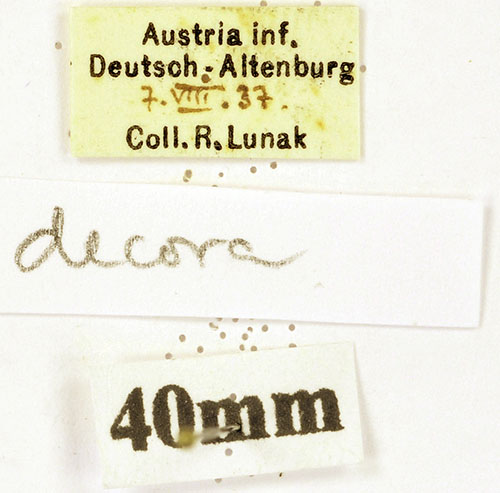 Austria inf.
Deutsch-Altenburg
7. VIII. 37.
Coll. R. Lunak
decora
40mm